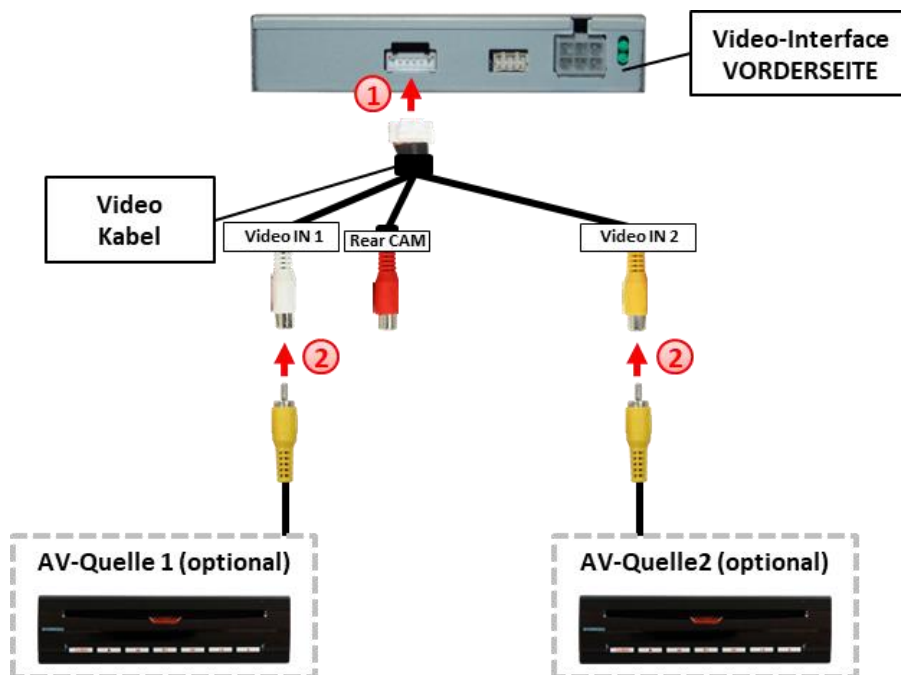 Video-Interface
VORDERSEITE
1
Video
Kabel
Video IN 1
Rear CAM
Video IN 2
2
2
AV-Quelle 1 (optional)
AV-Quelle2 (optional)